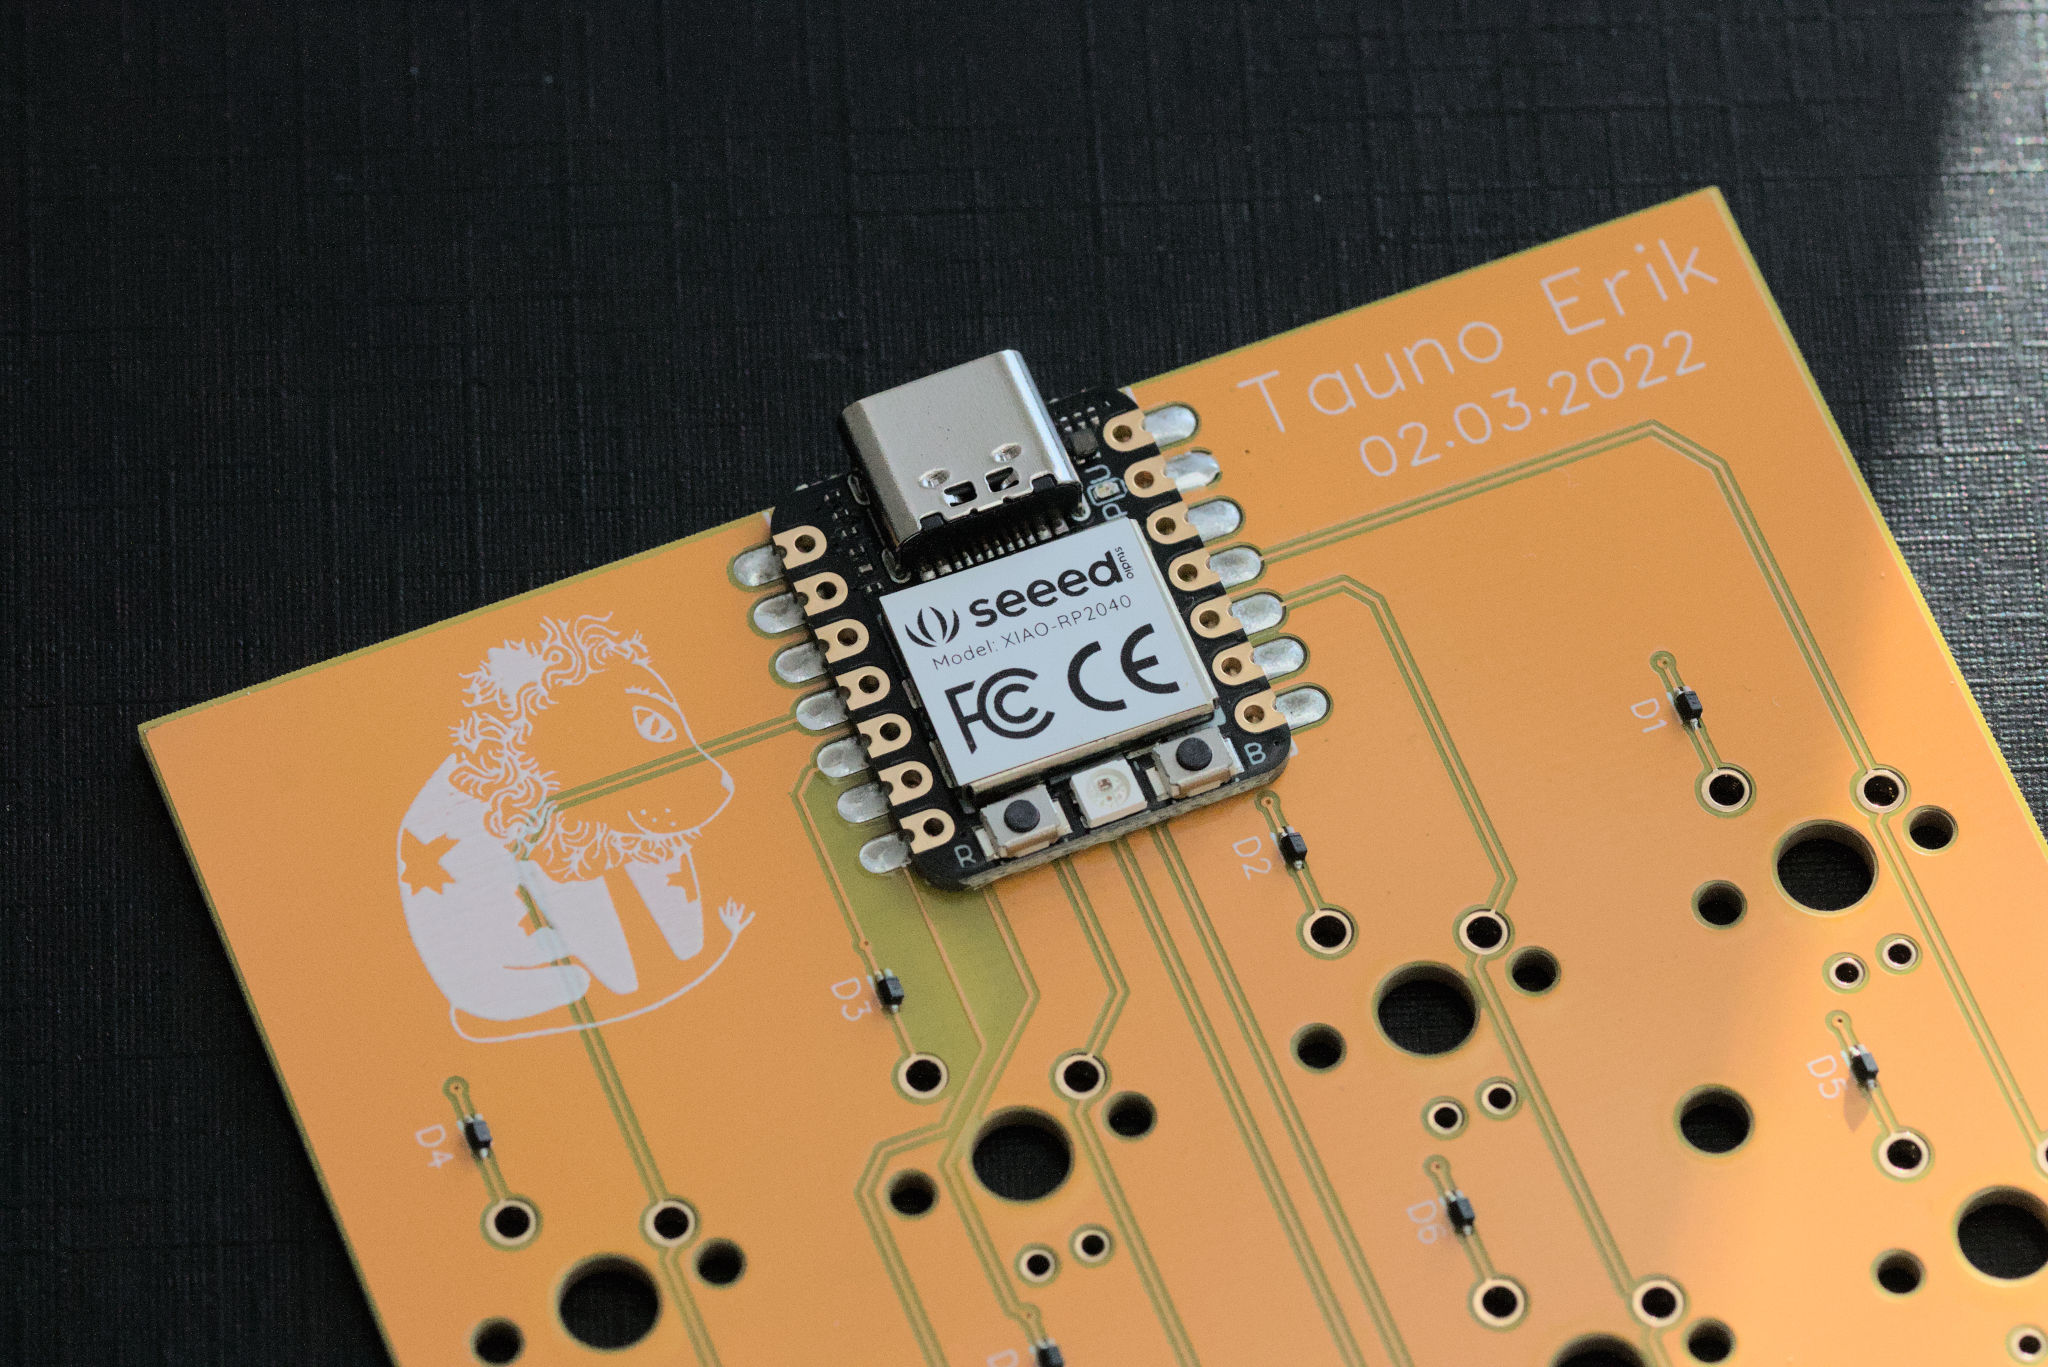 Tauno Erik
02.03.2022
seeed studio
Model: XIAO-RP2040
FC CE
R
B
D1
D2
D3
D4
D5
D6